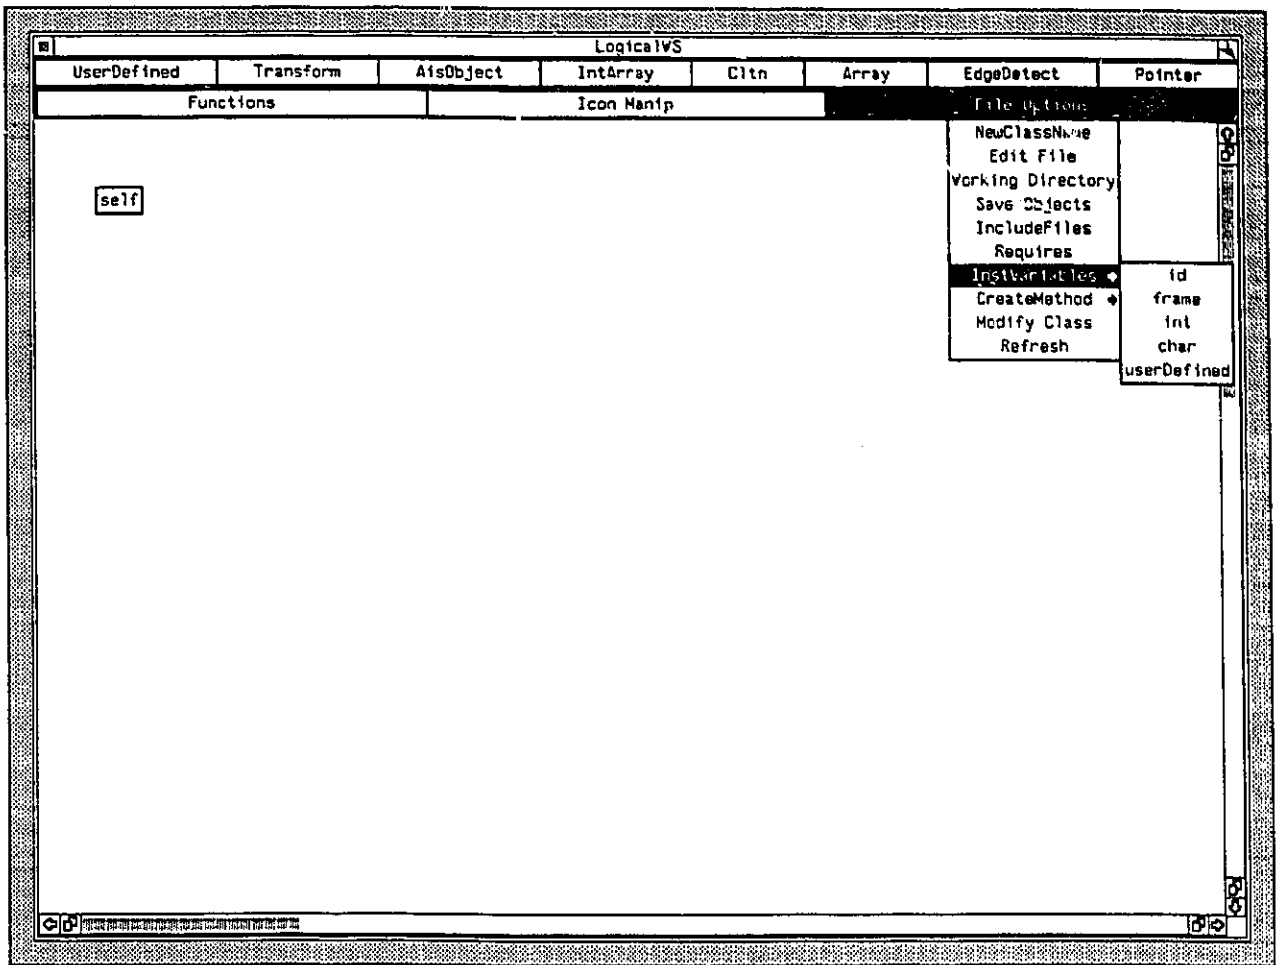 LogicalVS
UserDefined Transform AisObject IntArray Cltn Array EdgeDetect Pointer
Functions Icon Manip File Options
NewClassName
Edit File
Working Directory
self
Save Objects
IncludeFiles
Requires
InstVariables id
CreateMethod frame
Modify Class int
Refresh char
userDefined